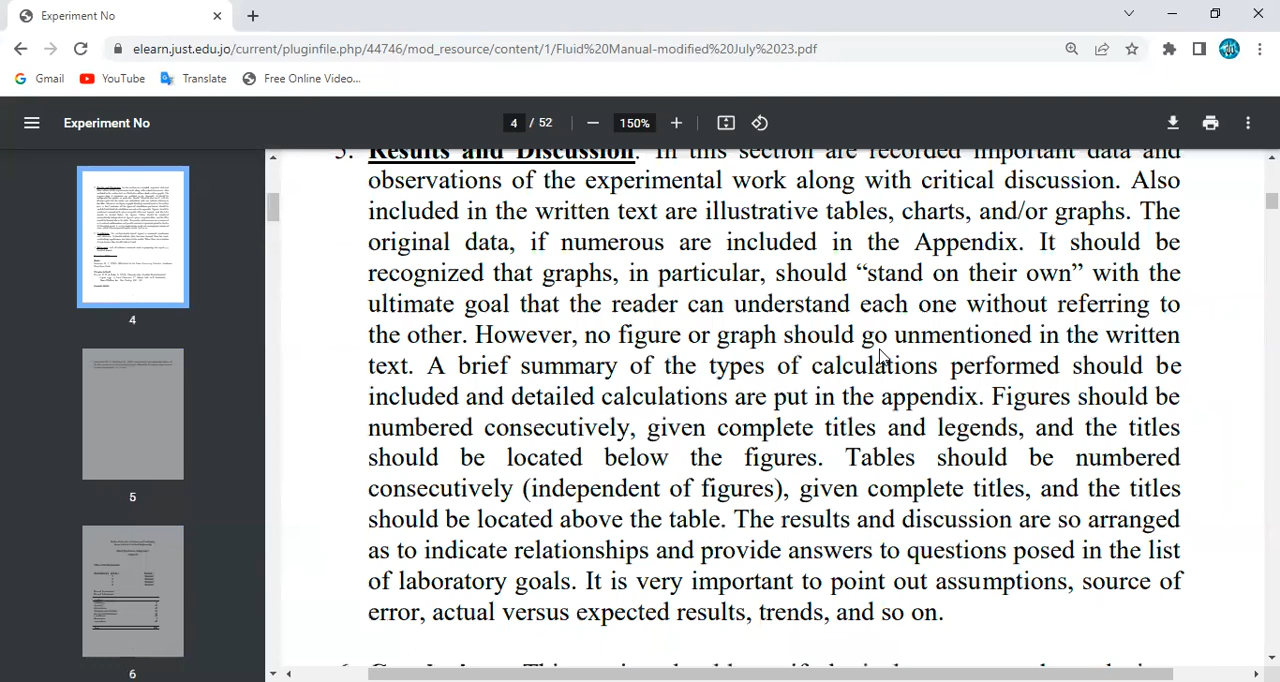 Experiment No
elearn.just.edu.jo/current/pluginfile.php/44746/mod_resource/content/1/Fluid%20Manual-modified%20July%2023.pdf
Gmail YouTube Translate Free Online Video...
Experiment No 4 / 52 150%
5. Results and Discussion: In this section are recorded important data and
observations of the experimental work along with critical discussion. Also
included in the written text are illustrative tables, charts, and/or graphs. The
original data, if numerous are included in the Appendix. It should be
recognized that graphs, in particular, should “stand on their own” with the
ultimate goal that the reader can understand each one without referring to
the other. However, no figure or graph should go unmentioned in the written
text. A brief summary of the types of calculations performed should be
included and detailed calculations are put in the appendix. Figures should be
numbered consecutively, given complete titles and legends, and the titles
should be located below the figures. Tables should be numbered
consecutively (independent of figures), given complete titles, and the titles
should be located above the table. The results and discussion are so arranged
as to indicate relationships and provide answers to questions posed in the list
of laboratory goals. It is very important to point out assumptions, source of
error, actual versus expected results, trends, and so on.
4
5
6